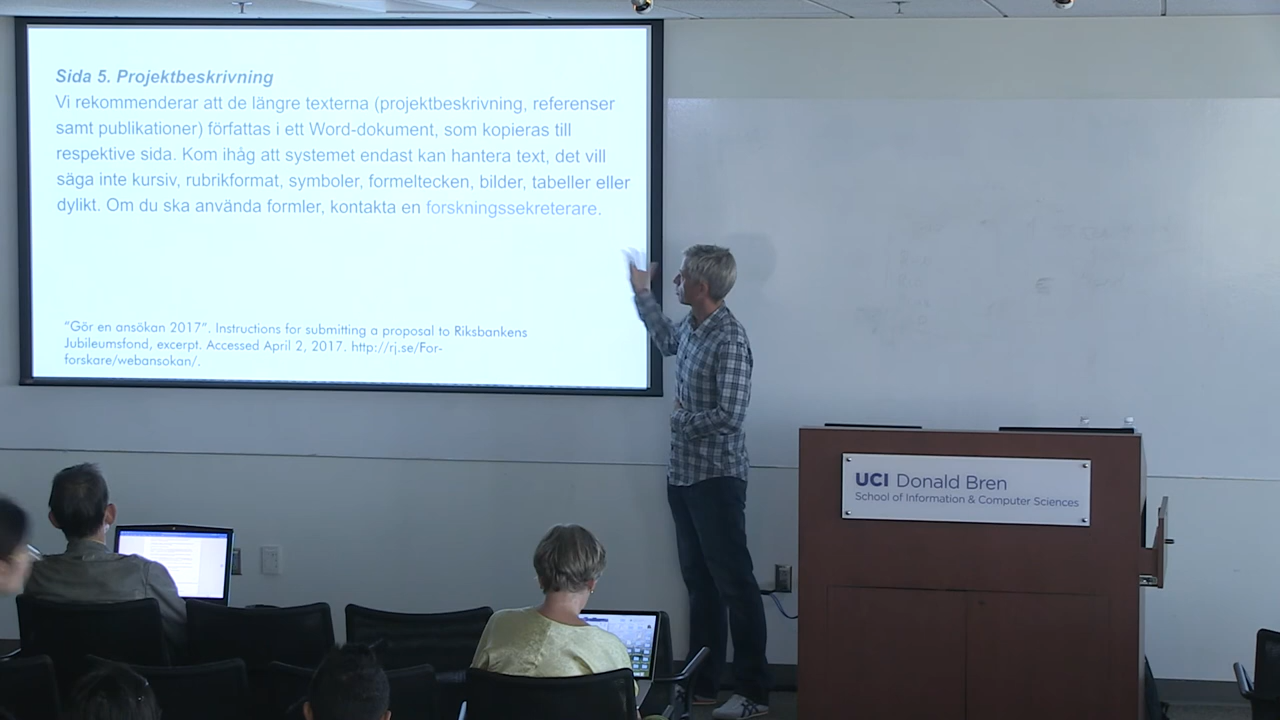 Sida 5. Projektbeskrivning
Vi rekommenderar att de längre texterna (projektbeskrivning, referenser
samt publikationer) författas i ett Word-dokument, som kopieras till
respektive sida. Kom ihåg att systemet endast kan hantera text, det vill
säga inte kursiv, rubrikformat, symboler, formeltecken, bilder, tabeller eller
dylikt. Om du ska använda formler, kontakta en forskningssekreterare.
"Gör en ansökan 2017". Instructions for submitting a proposal to Riksbankens
Jubileumsfond, excerpt. Accessed April 2, 2017. http://rj.se/For-
forskare/webansokan/.
UCI Donald Bren
School of Information & Computer Sciences